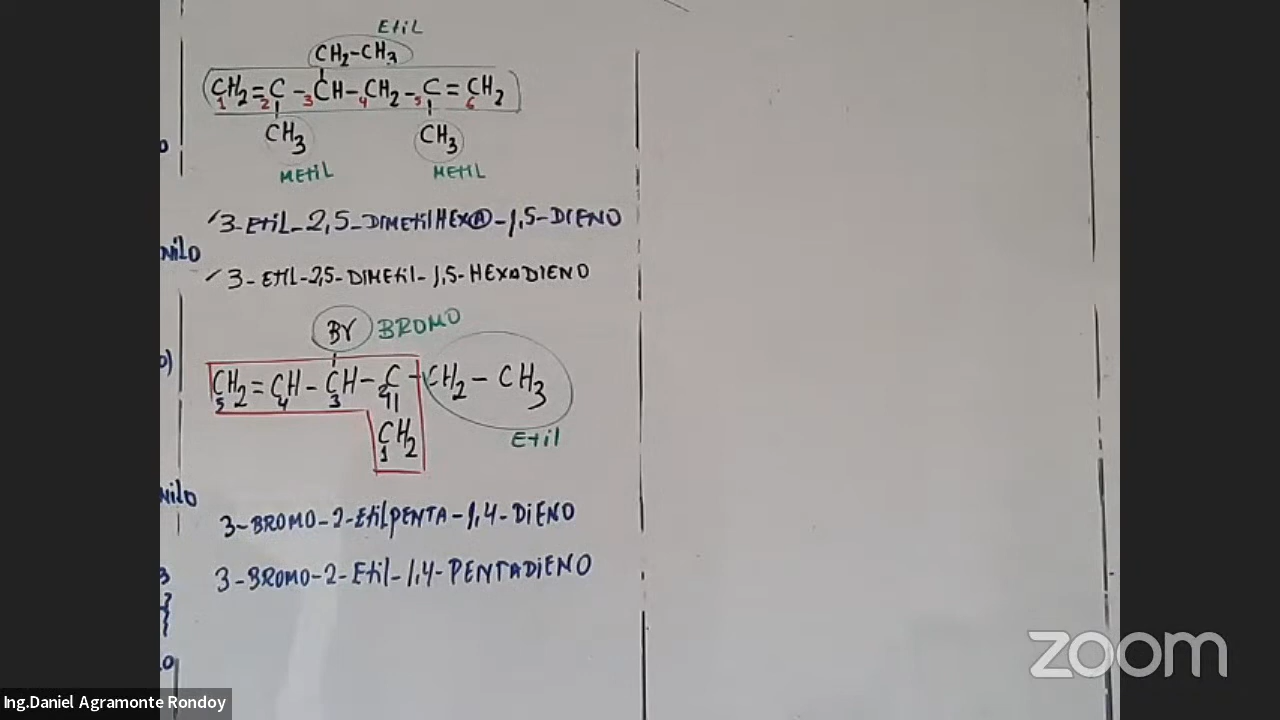 Etil
CH2-CH3
CH2=C-CH-CH2-C=CH2
1 2 3 4 5 6
CH3 CH3
METIL METIL
3-Etil-2,5-DIMEtilHEXA-1,5-DIENO
nilo
3-Etil-2,5-DIMEtil-1,5-HEXADIENO
Br BROMO
CH2=CH-CH-C-CH2-CH3
5 4 3 2
CH2
1
Etil
nilo
3-BROMO-2-EtilPENTA-1,4-DiENO
3-BROMO-2-Etil-1,4-PENTADiENO
zoom
Ing.Daniel Agramonte Rondoy